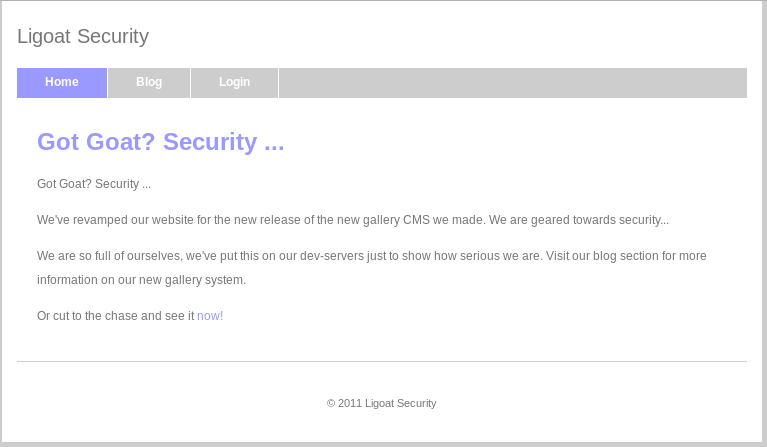 Ligoat Security
Home Blog Login
Got Goat? Security ...
Got Goat? Security ...
We've revamped our website for the new release of the new gallery CMS we made. We are geared towards security...
We are so full of ourselves, we've put this on our dev-servers just to show how serious we are. Visit our blog section for more
information on our new gallery system.
Or cut to the chase and see it now!
© 2011 Ligoat Security